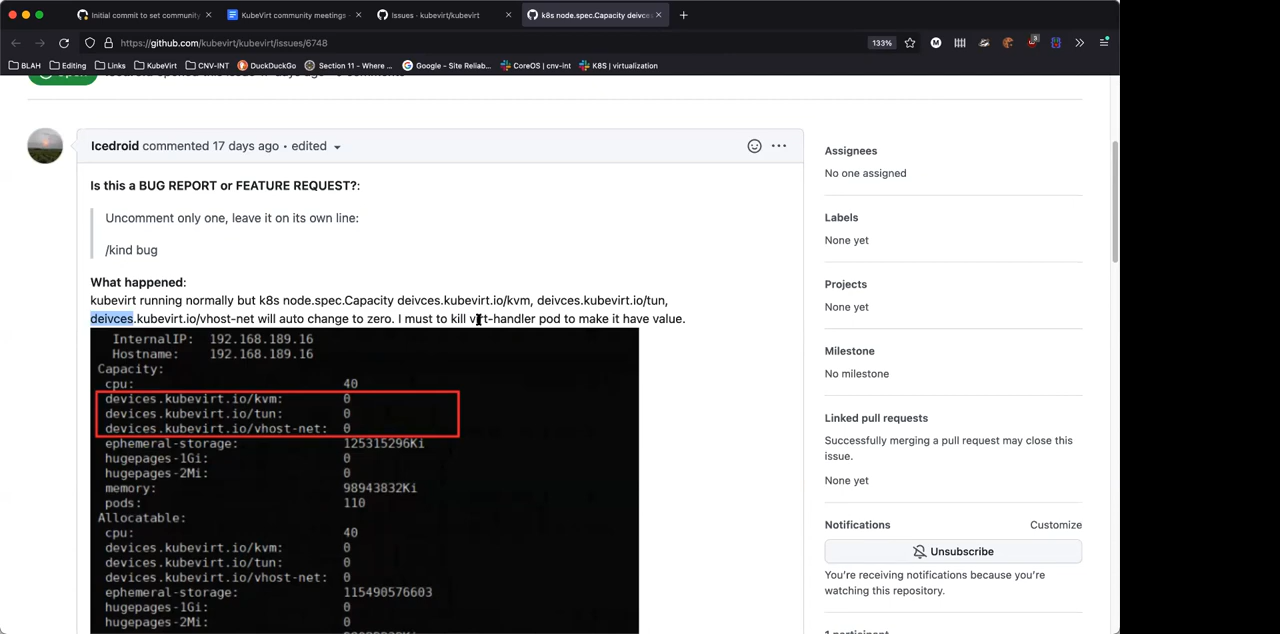 Initial commit to set community
KubeVirt community meetings -
Issues · kubevirt/kubevirt
k8s node.spec.Capacity deivces
https://github.com/kubevirt/kubevirt/issues/6748
133%
M
3
BLAH
Editing
Links
KubeVirt
CNV-INT
DuckDuckGo
Section 11 - Where ...
Google - Site Reliab...
CoreOS | cnv-int
K8S | virtualization
Icedroid commented 17 days ago • edited
Is this a BUG REPORT or FEATURE REQUEST?:
Uncomment only one, leave it on its own line:
/kind bug
What happened:
kubevirt running normally but k8s node.spec.Capacity deivces.kubevirt.io/kvm, deivces.kubevirt.io/tun,
deivces.kubevirt.io/vhost-net will auto change to zero. I must to kill virt-handler pod to make it have value.
InternalIP: 192.168.189.16
Hostname: 192.168.189.16
Capacity:
cpu: 40
devices.kubevirt.io/kvm: 0
devices.kubevirt.io/tun: 0
devices.kubevirt.io/vhost-net: 0
ephemeral-storage: 125315296Ki
hugepages-1Gi: 0
hugepages-2Mi: 0
memory: 98943832Ki
pods: 110
Allocatable:
cpu: 40
devices.kubevirt.io/kvm: 0
devices.kubevirt.io/tun: 0
devices.kubevirt.io/vhost-net: 0
ephemeral-storage: 115490576603
hugepages-1Gi: 0
hugepages-2Mi: 0
Assignees
No one assigned
Labels
None yet
Projects
None yet
Milestone
No milestone
Linked pull requests
Successfully merging a pull request may close this
issue.
None yet
Notifications
Customize
Unsubscribe
You're receiving notifications because you're
watching this repository.
1 participant